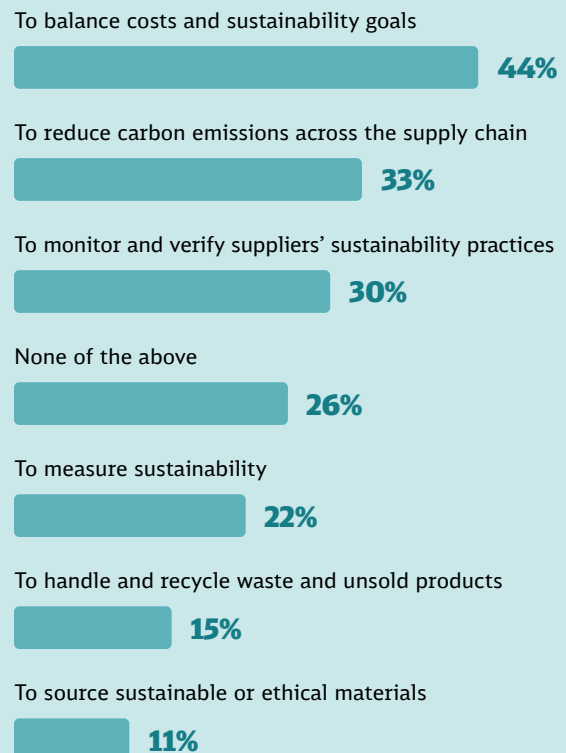 To balance costs and sustainability goals
44%
To reduce carbon emissions across the supply chain
33%
To monitor and verify suppliers’ sustainability practices
30%
None of the above
26%
To measure sustainability
22%
To handle and recycle waste and unsold products
15%
To source sustainable or ethical materials
11%